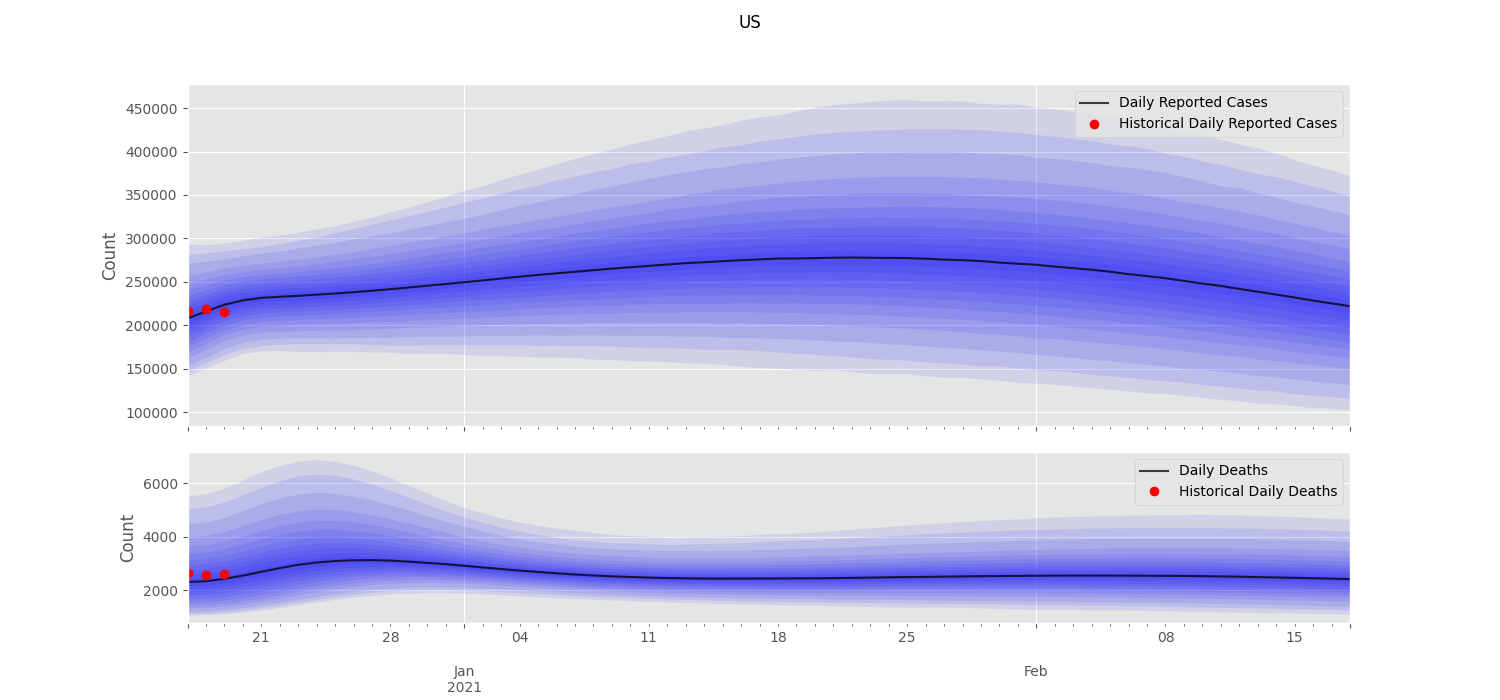 US
Count
450000
400000
350000
300000
250000
200000
150000
100000
Daily Reported Cases
Historical Daily Reported Cases
Count
6000
4000
2000
Daily Deaths
Historical Daily Deaths
21 28 04 11 18 25 08 15
Jan Feb
2021